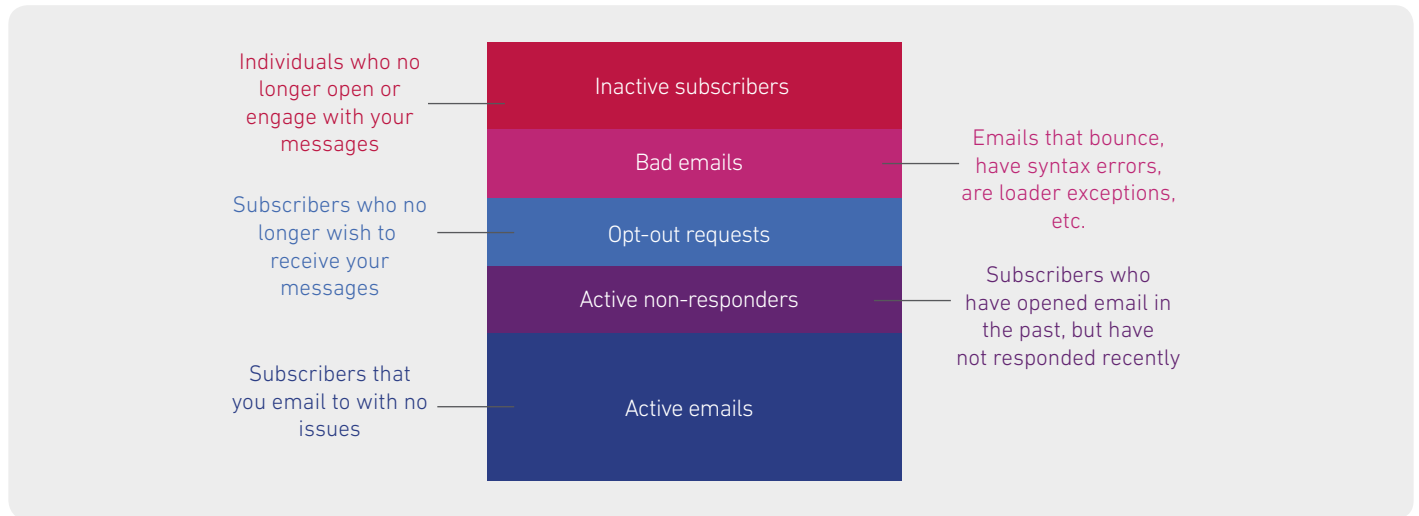 Individuals who no
longer open or
engage with your
messages
Inactive subscribers
Bad emails
Emails that bounce,
have syntax errors,
are loader exceptions,
etc.
Subscribers who no
longer wish to
receive your
messages
Opt-out requests
Active non-responders
Subscribers who
have opened email in
the past, but have
not responded recently
Subscribers that
you email to with no
issues
Active emails